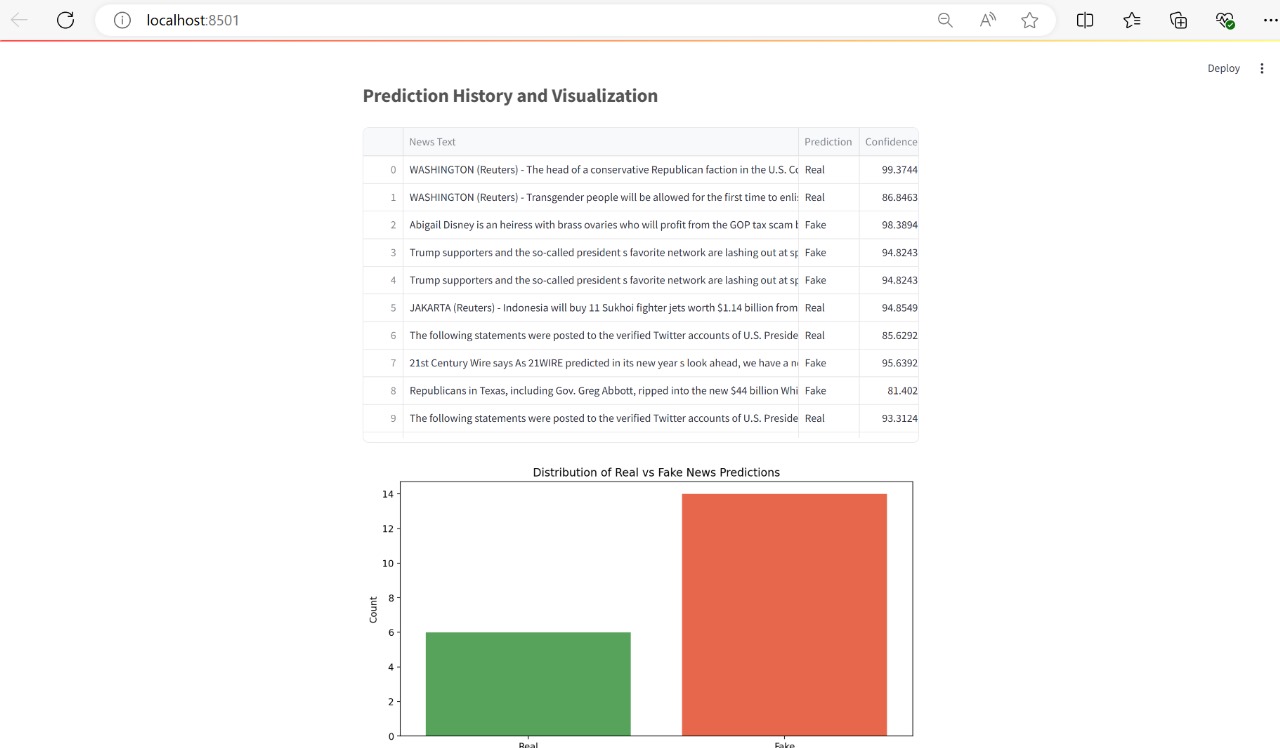 localhost:8501
Deploy
Prediction History and Visualization
News Text Prediction Confidence
0 WASHINGTON (Reuters) - The head of a conservative Republican faction in the U.S. Co Real 99.3744
1 WASHINGTON (Reuters) - Transgender people will be allowed for the first time to enli Real 86.8463
2 Abigail Disney is an heiress with brass ovaries who will profit from the GOP tax scam Fake 98.3894
3 Trump supporters and the so-called president s favorite network are lashing out at sp Fake 94.8243
4 Trump supporters and the so-called president s favorite network are lashing out at sp Fake 94.8243
5 JAKARTA (Reuters) - Indonesia will buy 11 Sukhoi fighter jets worth $1.14 billion from Real 94.8549
6 The following statements were posted to the verified Twitter accounts of U.S. Preside Real 85.6292
7 21st Century Wire says As 21WIRE predicted in its new year s look ahead, we have a Fake 95.6392
8 Republicans in Texas, including Gov. Greg Abbott, ripped into the new $44 billion Whi Fake 81.402
9 The following statements were posted to the verified Twitter accounts of U.S. Preside Real 93.3124
Distribution of Real vs Fake News Predictions
14
12
10
8
6
4
2
0
Count
Real Fake